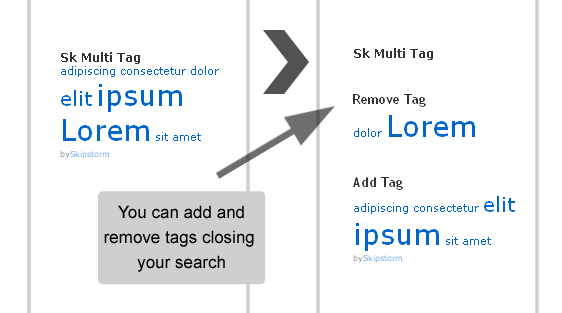 Sk Multi Tag
adipiscing consectetur dolor
elit ipsum
Lorem sit amet
bySkipstorm
You can add and
remove tags closing
your search
Sk Multi Tag
Remove Tag
dolor Lorem
Add Tag
adipiscing consectetur elit
ipsum sit amet
bySkipstorm